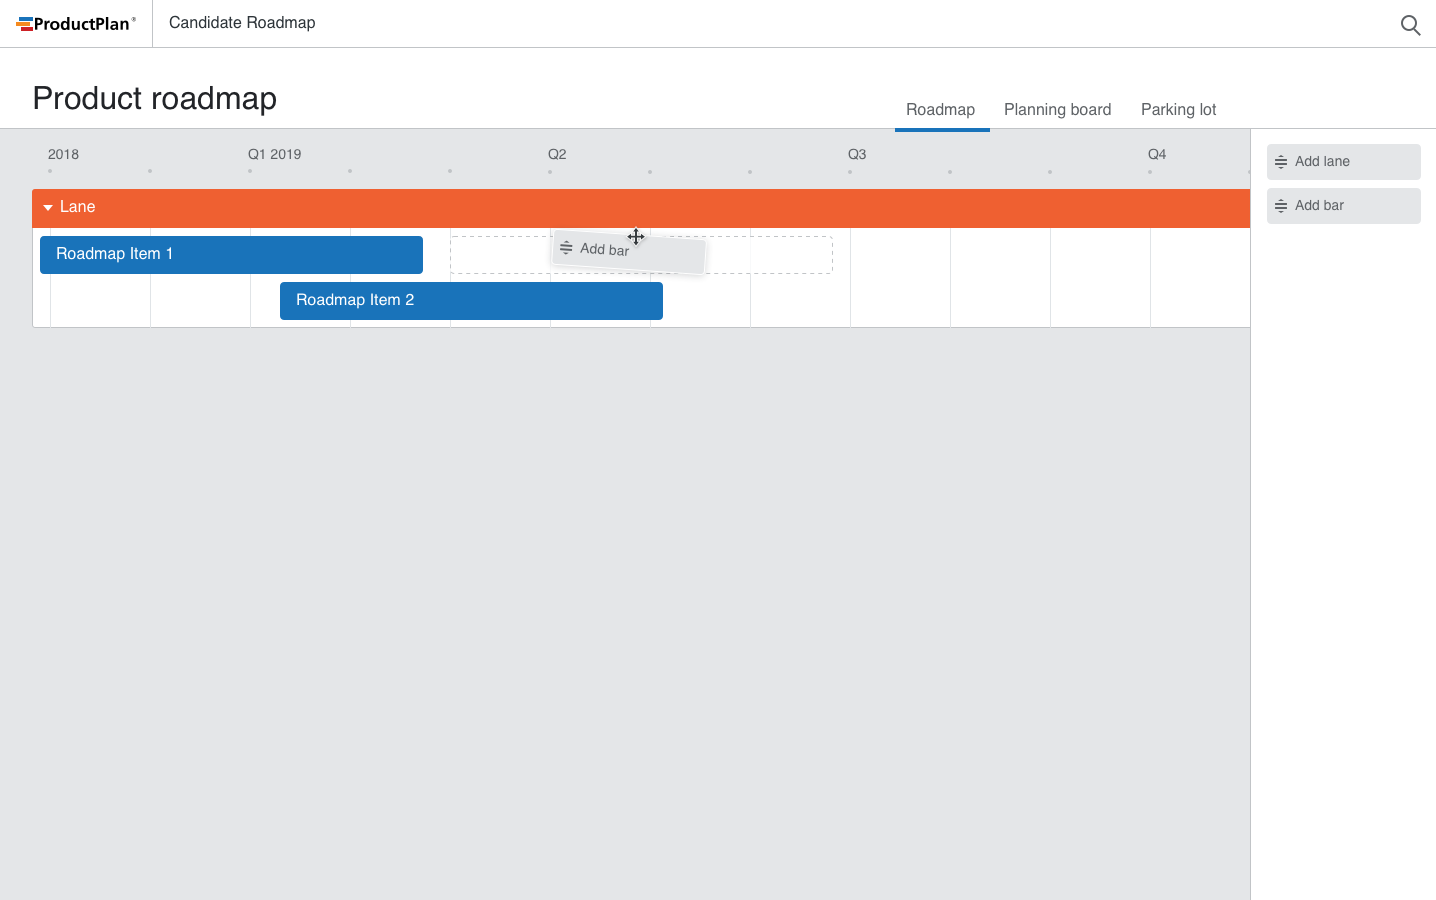 ProductPlan®
Candidate Roadmap
Product roadmap
Roadmap
Planning board
Parking lot
2018
Q1 2019
Q2
Q3
Q4
Add lane
Add bar
Lane
Roadmap Item 1
Add bar
Roadmap Item 2